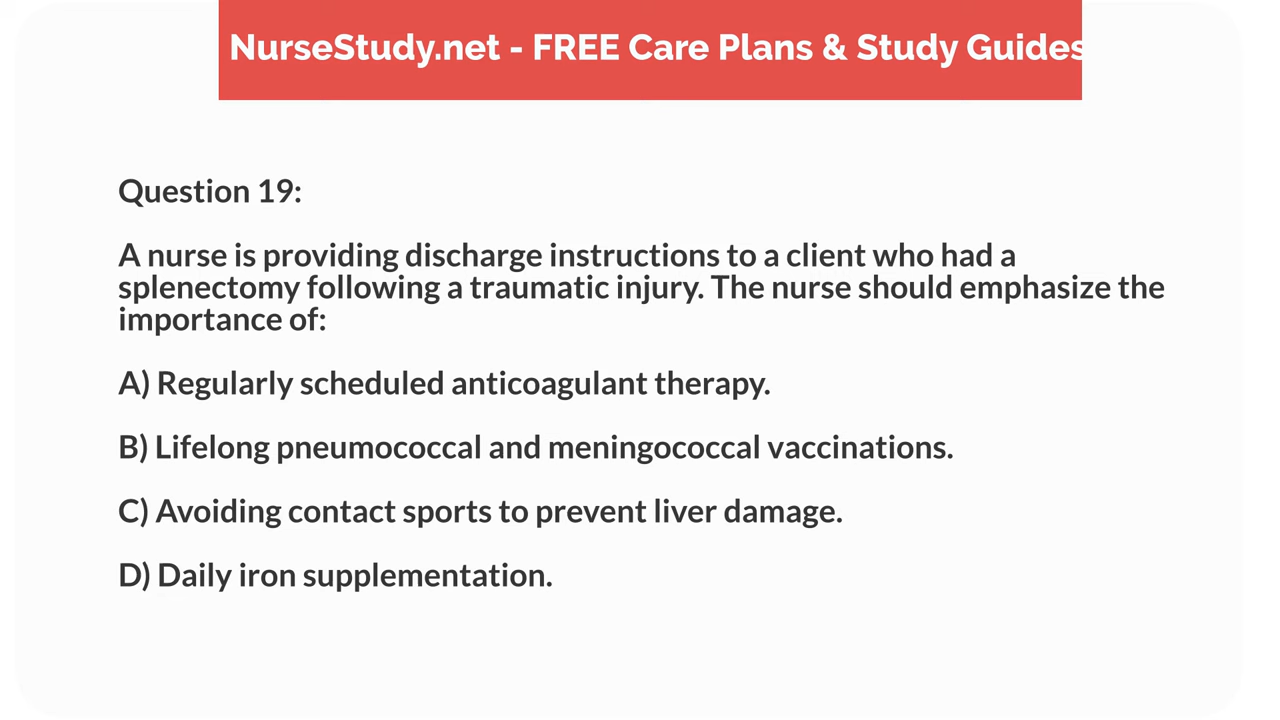 NurseStudy.net - FREE Care Plans & Study Guides
Question 19:
A nurse is providing discharge instructions to a client who had a
splenectomy following a traumatic injury. The nurse should emphasize the
importance of:
A) Regularly scheduled anticoagulant therapy.
B) Lifelong pneumococcal and meningococcal vaccinations.
C) Avoiding contact sports to prevent liver damage.
D) Daily iron supplementation.